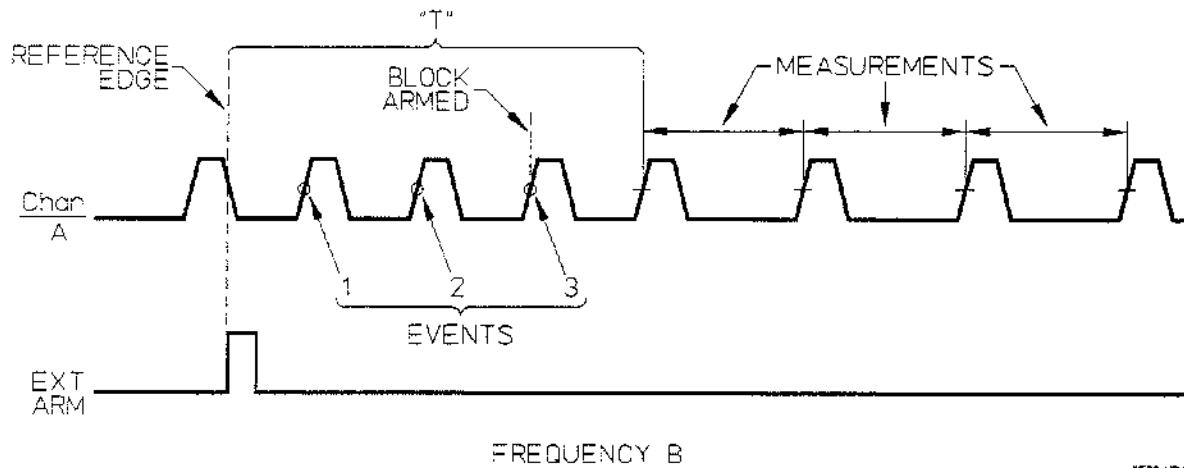 "T"
REFERENCE
EDGE
BLOCK
ARMED
MEASUREMENTS
Chan
A
1 2 3
EVENTS
EXT
ARM
FREQUENCY B